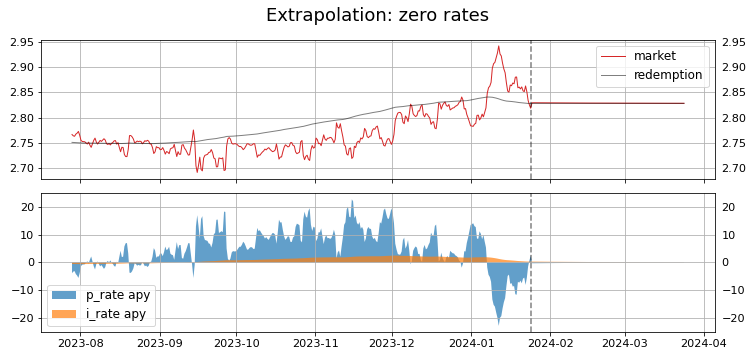 Extrapolation: zero rates
2.95 2.95
2.90 2.90
2.85 2.85
2.80 2.80
2.75 2.75
2.70 2.70
market
redemption
20 20
10 10
0 0
−10 −10
−20 −20
p_rate apy
i_rate apy
2023-08 2023-09 2023-10 2023-11 2023-12 2024-01 2024-02 2024-03 2024-04